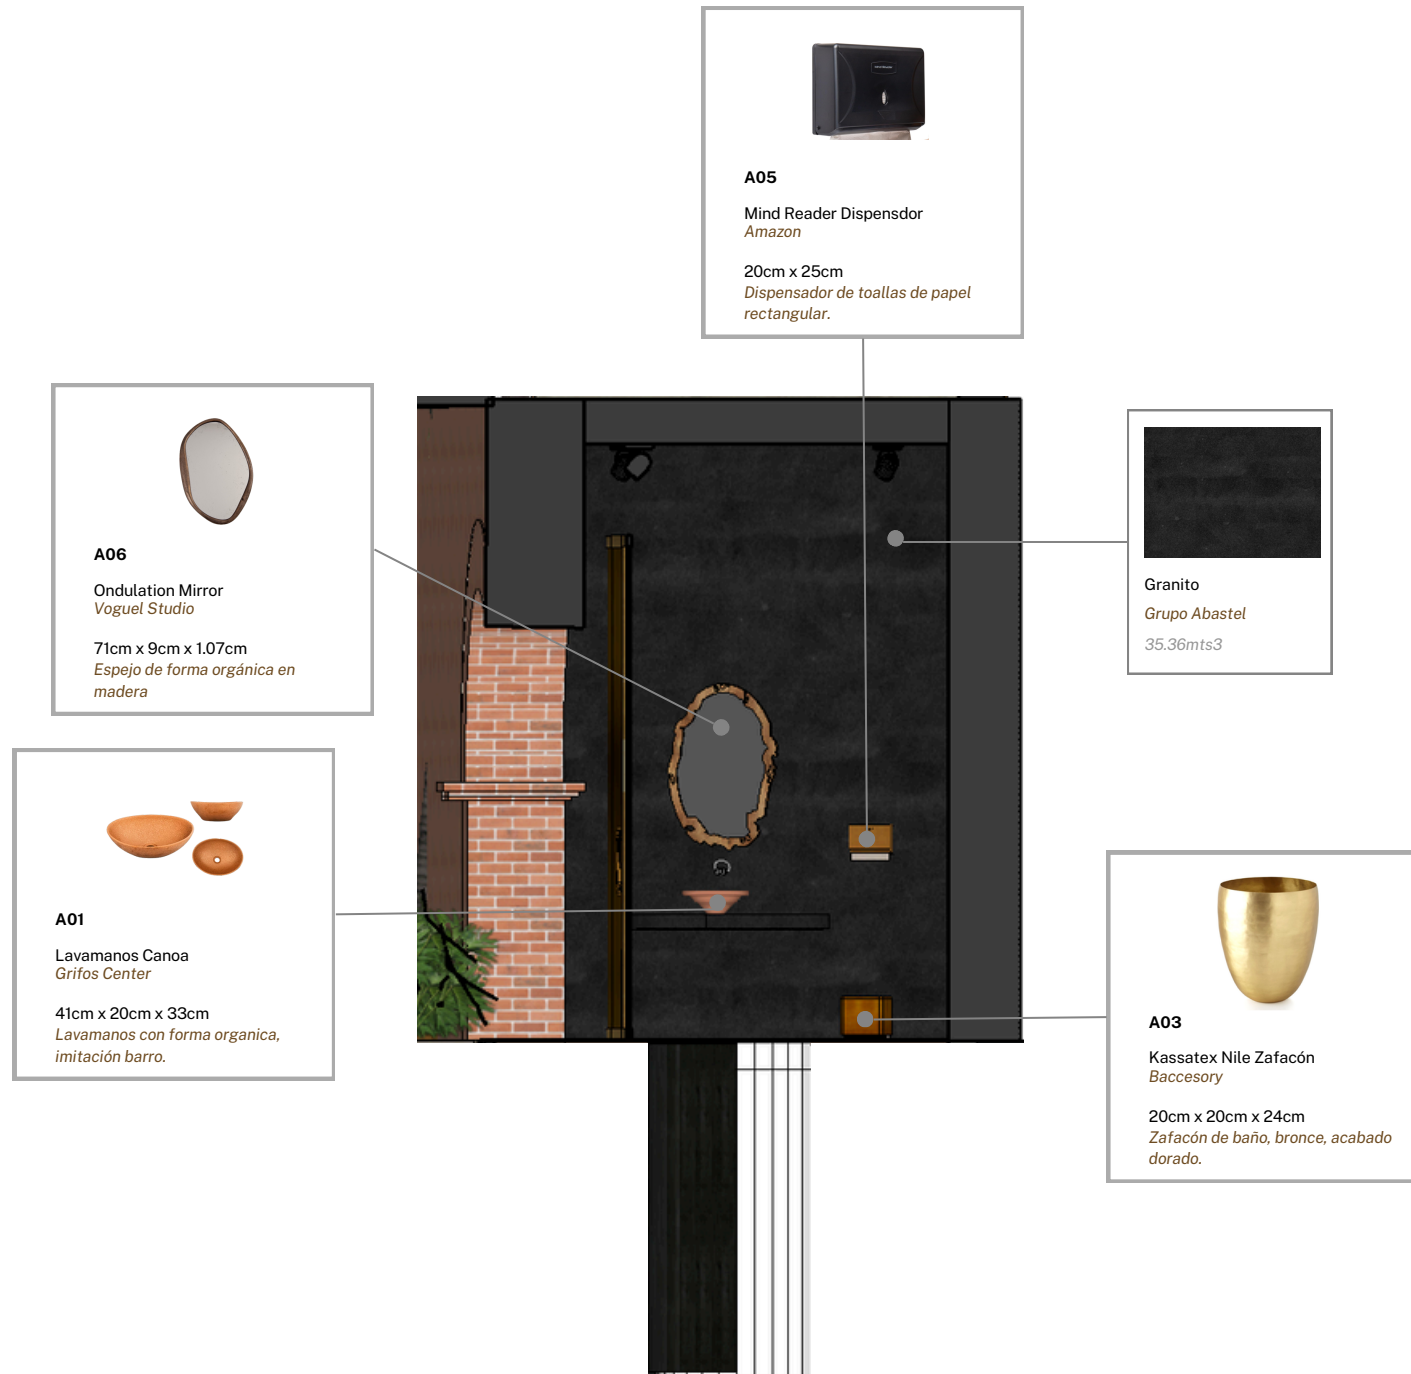 A05
Mind Reader Dispensdor
Amazon
20cm x 25cm
Dispensador de toallas de papel
rectangular.
A06
Ondulation Mirror
Voguel Studio
71cm x 9cm x 1.07cm
Espejo de forma orgánica en
madera
Granito
Grupo Abastel
35.36mts3
A01
Lavamanos Canoa
Grifos Center
41cm x 20cm x 33cm
Lavamanos con forma organica,
imitación barro.
A03
Kassatex Nile Zafacón
Baccesory
20cm x 20cm x 24cm
Zafacón de baño, bronce, acabado
dorado.